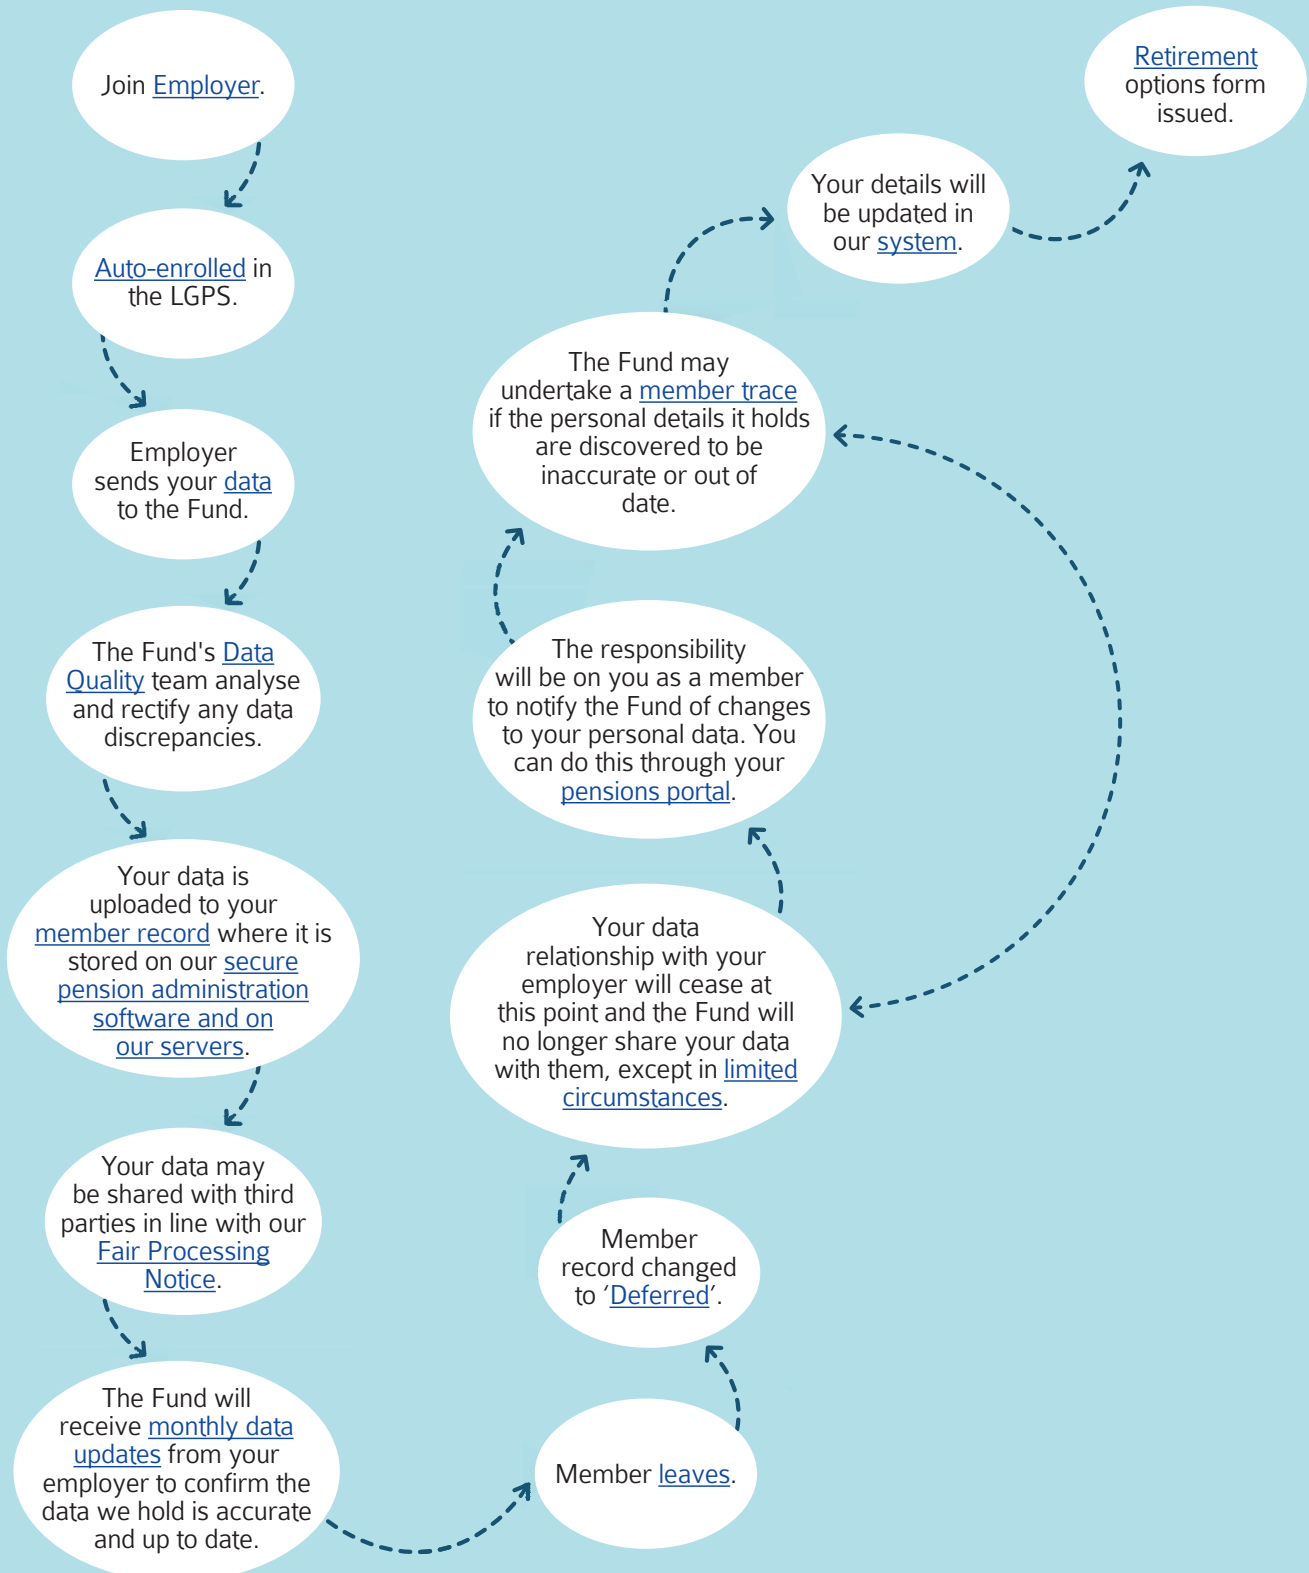 Join Employer.
Auto-enrolled in
the LGPS.
Employer
sends your data
to the Fund.
The Fund's Data
Quality team analyse
and rectify any data
discrepancies.
Your data is
uploaded to your
member record where it is
stored on our secure
pension administration
software and on
our servers.
Your data may
be shared with third
parties in line with our
Fair Processing
Notice.
The Fund will
receive monthly data
updates from your
employer to confirm the
data we hold is accurate
and up to date.
Member leaves.
Member
record changed
to ‘Deferred’.
Your data
relationship with your
employer will cease at
this point and the Fund will
no longer share your data
with them, except in limited
circumstances.
The responsibility
will be on you as a member
to notify the Fund of changes
to your personal data. You
can do this through your
pensions portal.
The Fund may
undertake a member trace
if the personal details it holds
are discovered to be
inaccurate or out of
date.
Your details will
be updated in
our system.
Retirement
options form
issued.